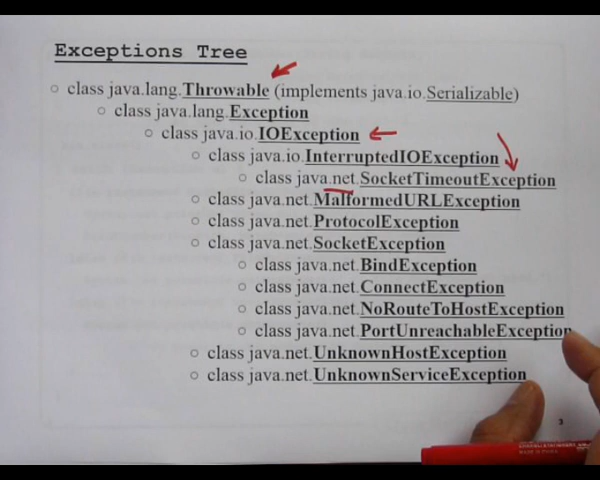 Exceptions Tree
○ class java.lang.Throwable (implements java.io.Serializable)
○ class java.lang.Exception
○ class java.io.IOException
○ class java.io.InterruptedIOException
○ class java.net.SocketTimeoutException
○ class java.net.MalformedURLException
○ class java.net.ProtocolException
○ class java.net.SocketException
○ class java.net.BindException
○ class java.net.ConnectException
○ class java.net.NoRouteToHostException
○ class java.net.PortUnreachableException
○ class java.net.UnknownHostException
○ class java.net.UnknownServiceException
3